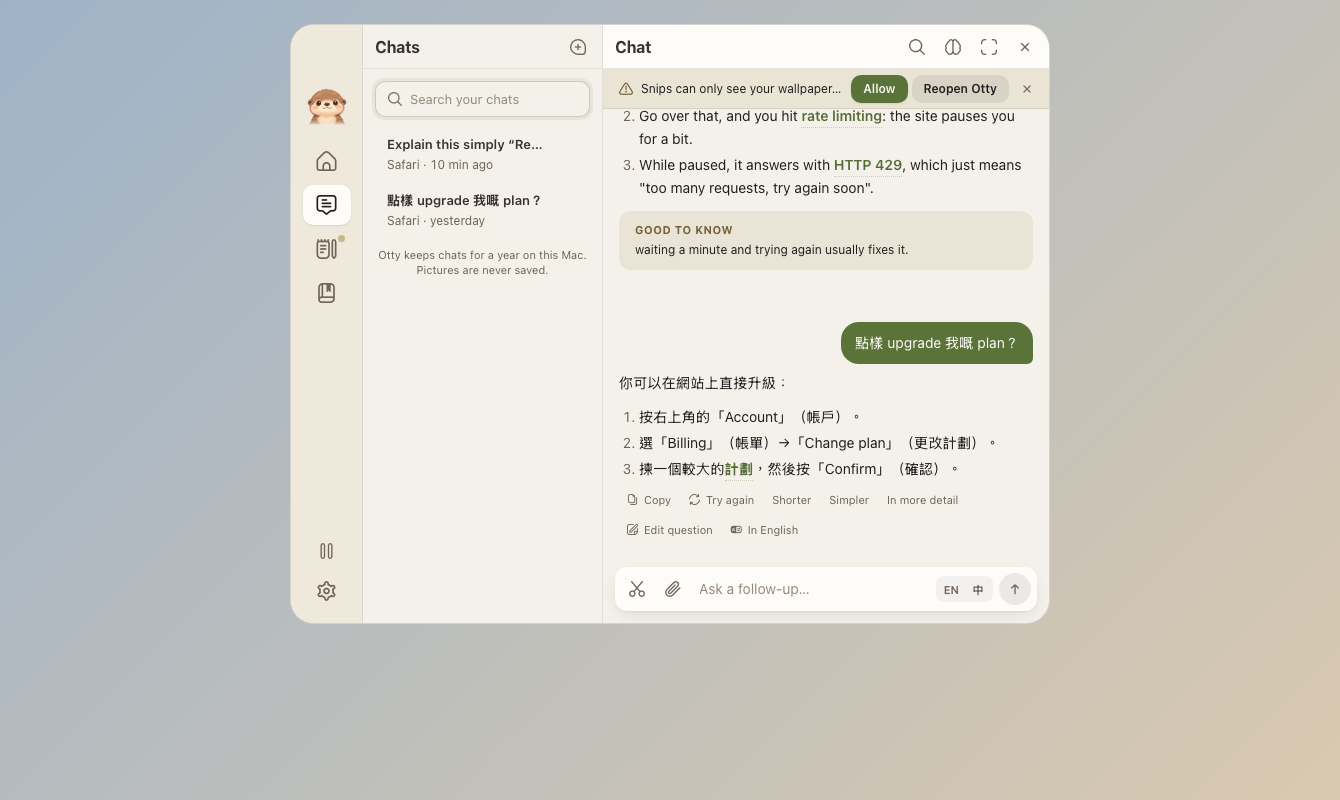 Chats
Search your chats
Explain this simply “Re...
Safari · 10 min ago
點樣 upgrade 我嘅 plan？
Safari · yesterday
Otty keeps chats for a year on this Mac.
Pictures are never saved.
Chat
Snips can only see your wallpaper...
Allow
Reopen Otty
2. Go over that, and you hit rate limiting: the site pauses you
for a bit.
3. While paused, it answers with HTTP 429, which just means
"too many requests, try again soon".
GOOD TO KNOW
waiting a minute and trying again usually fixes it.
點樣 upgrade 我嘅 plan？
你可以在網站上直接升級：
1. 按右上角的「Account」（帳戶）。
2. 選「Billing」（帳單）→「Change plan」（更改計劃）。
3. 揀一個較大的計劃，然後按「Confirm」（確認）。
Copy
Try again
Shorter
Simpler
In more detail
Edit question
In English
Ask a follow-up...
EN 中